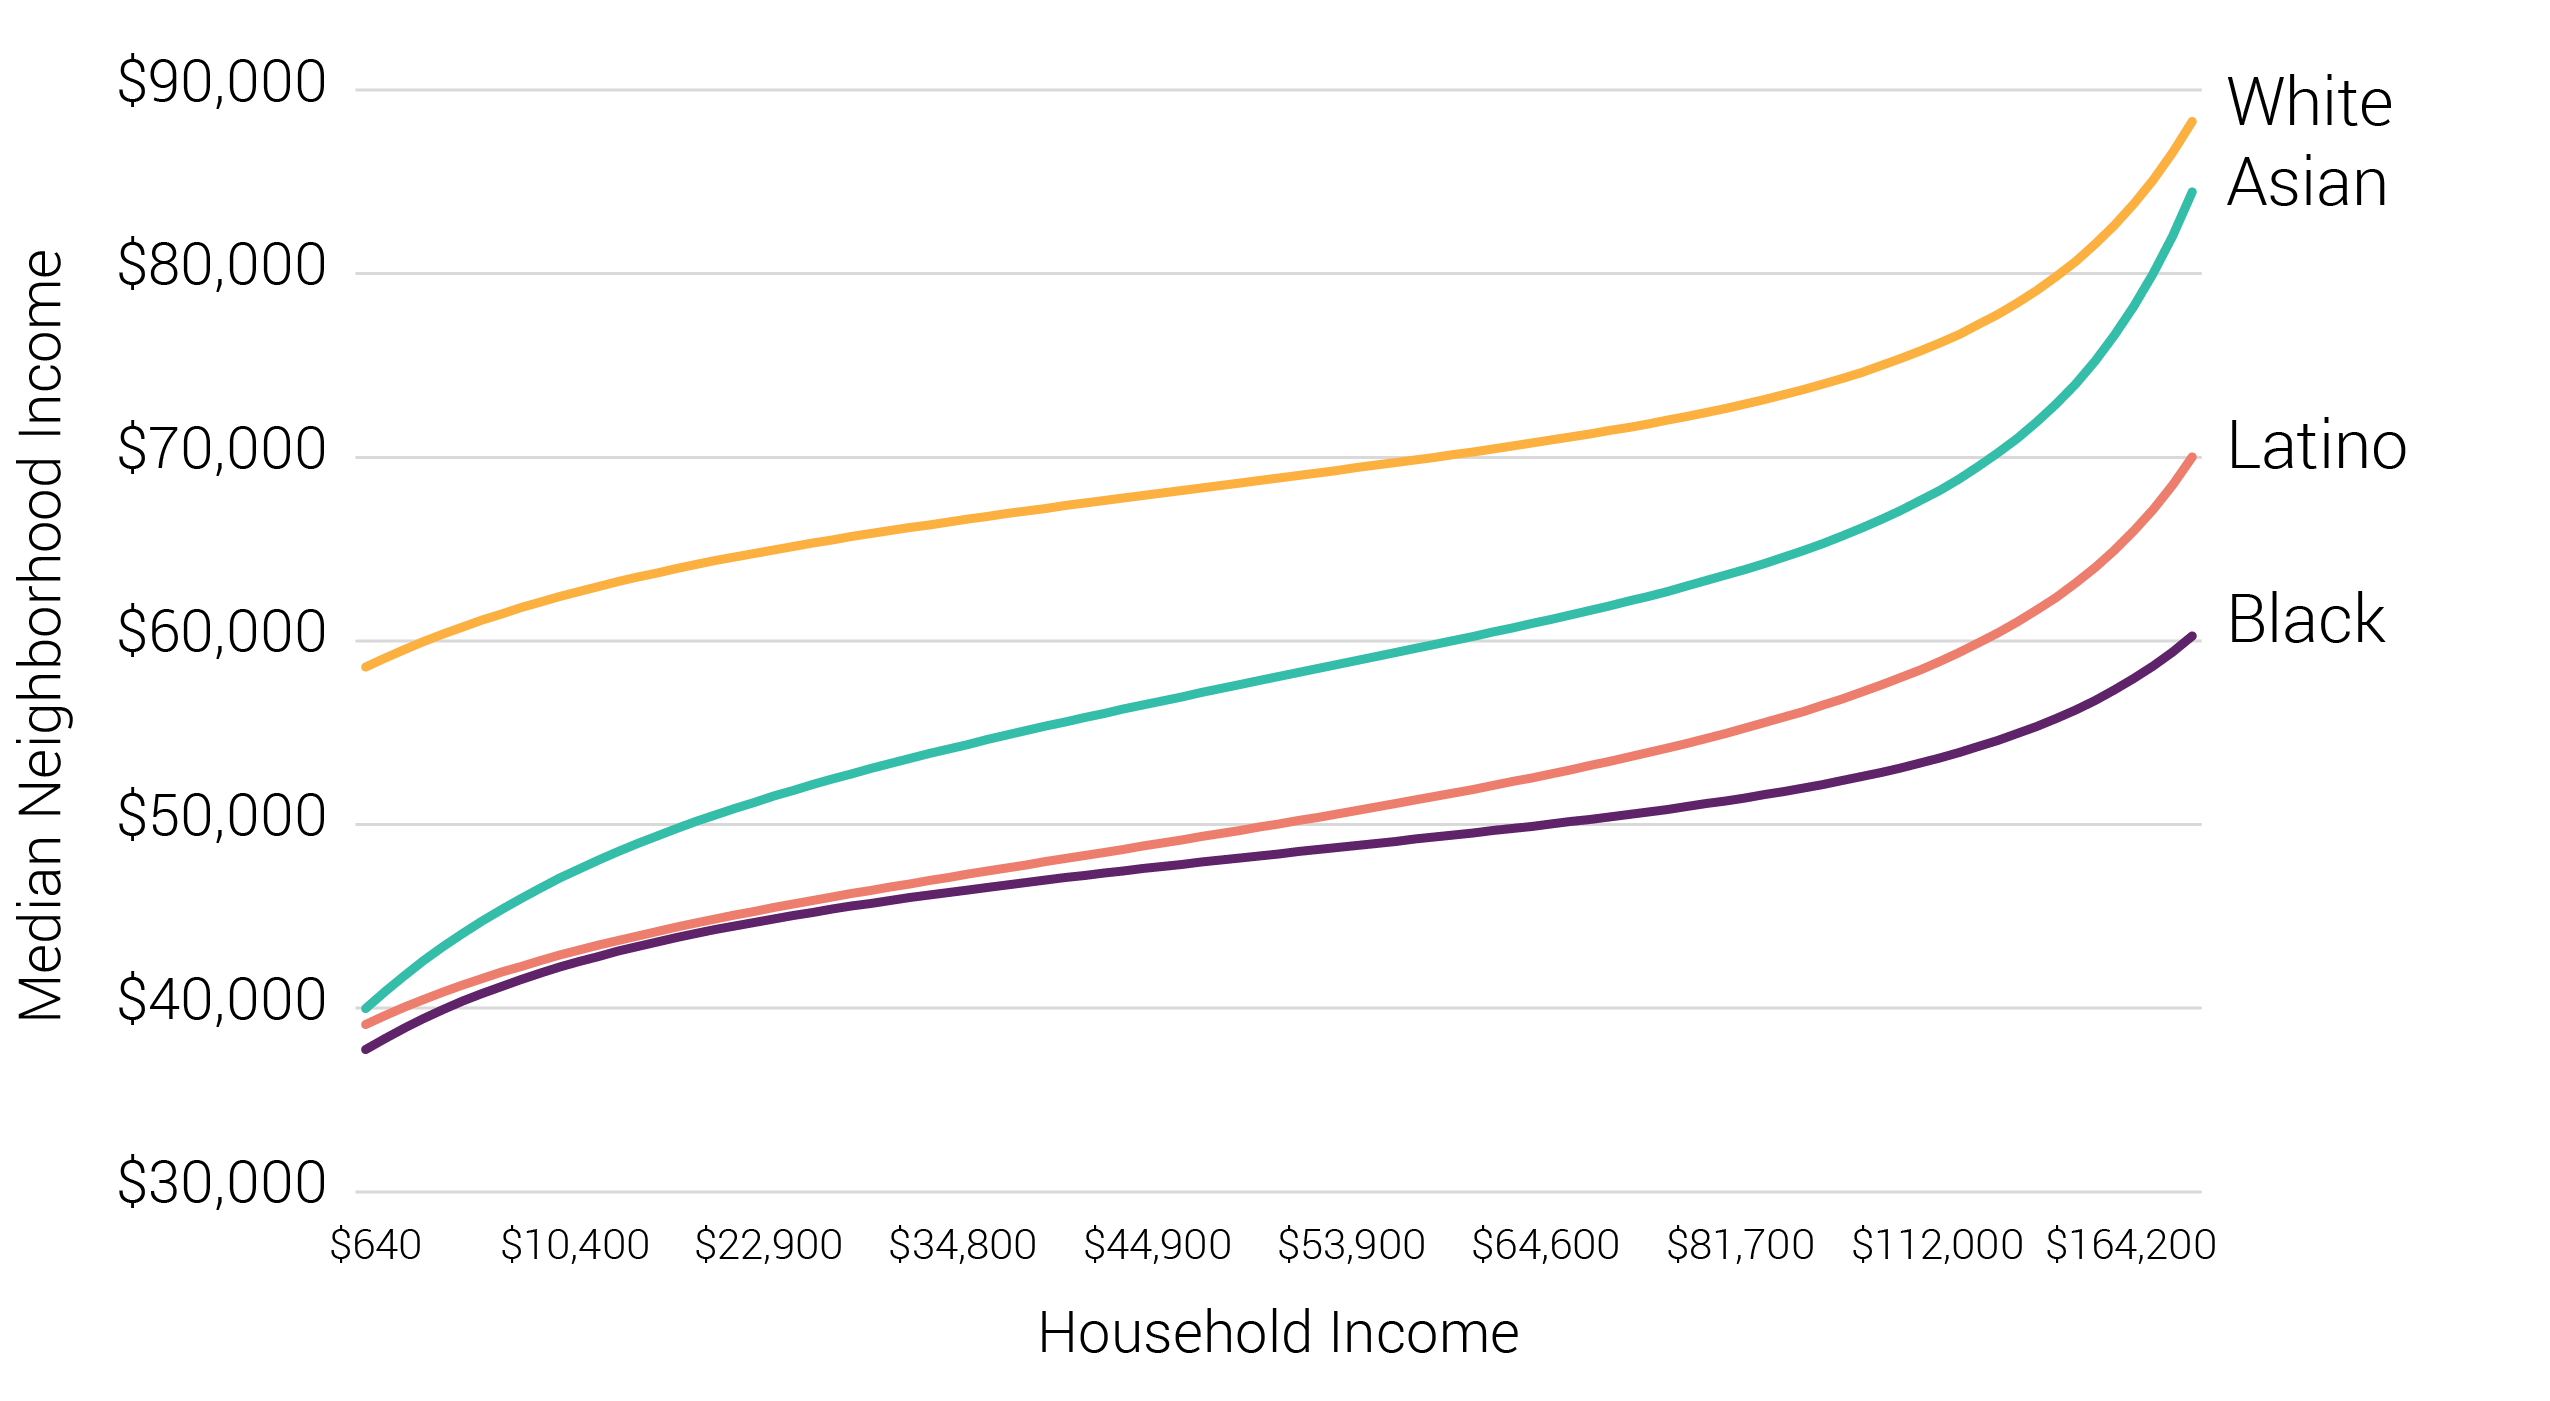 $90,000
$80,000
$70,000
$60,000
$50,000
$40,000
$30,000
Median Neighborhood Income
White
Asian
Latino
Black
$640
$10,400
$22,900
$34,800
$44,900
$53,900
$64,600
$81,700
$112,000
$164,200
Household Income